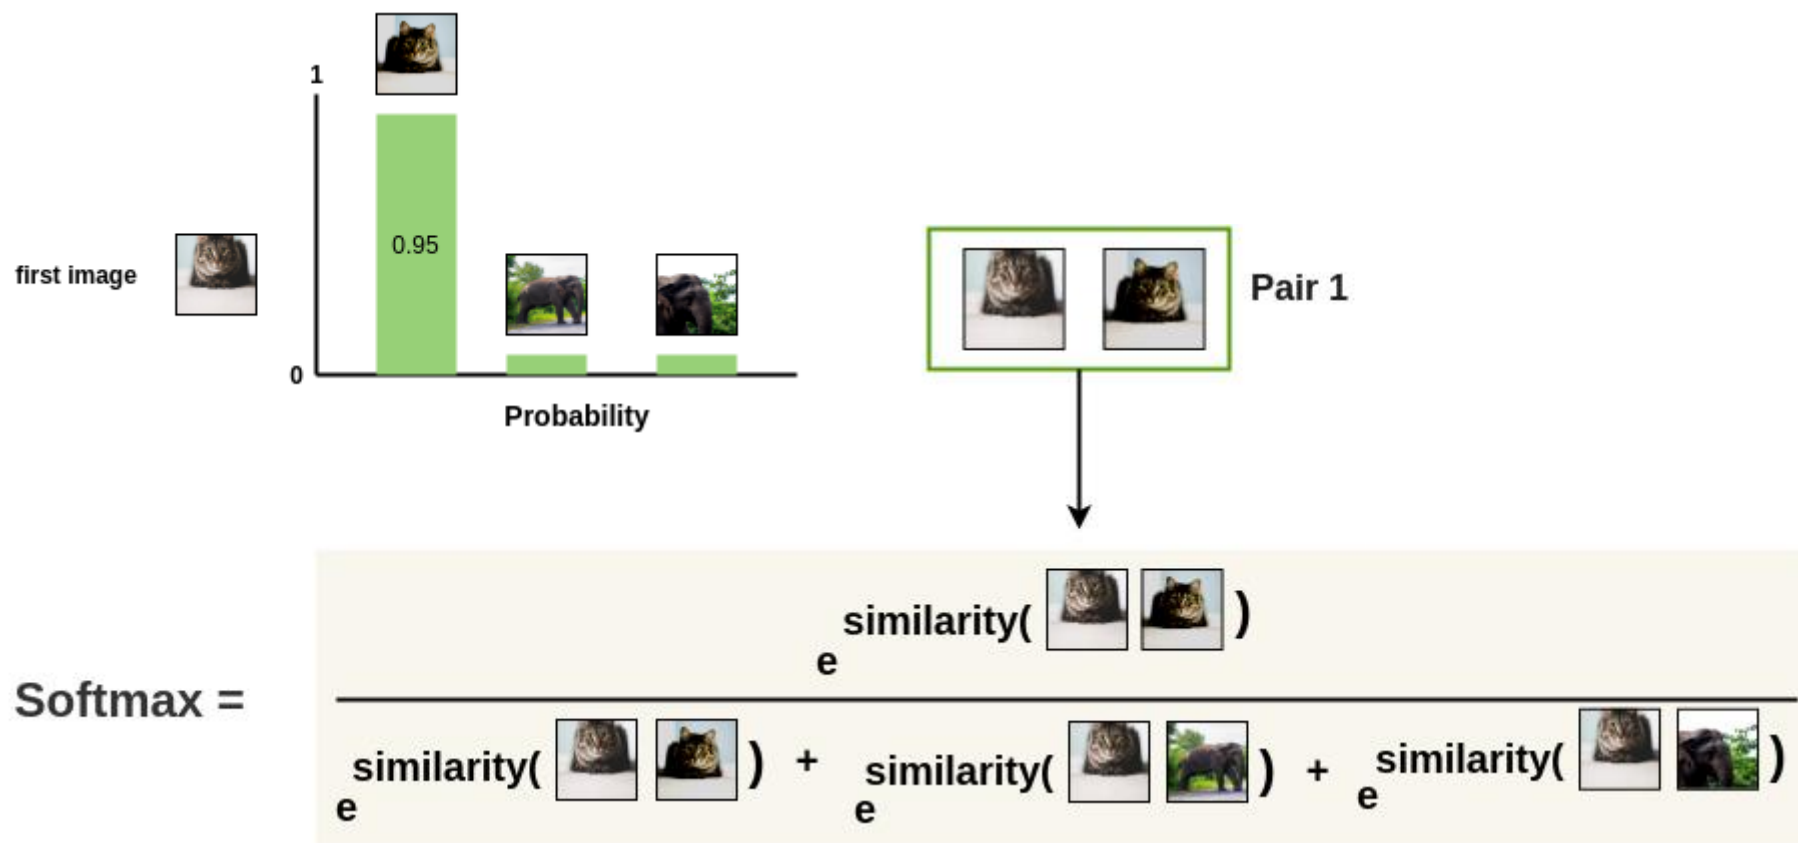 1
0.95
first image
0
Probability
Pair 1
Softmax =
e similarity( )
e similarity( ) + e similarity( ) + e similarity( )